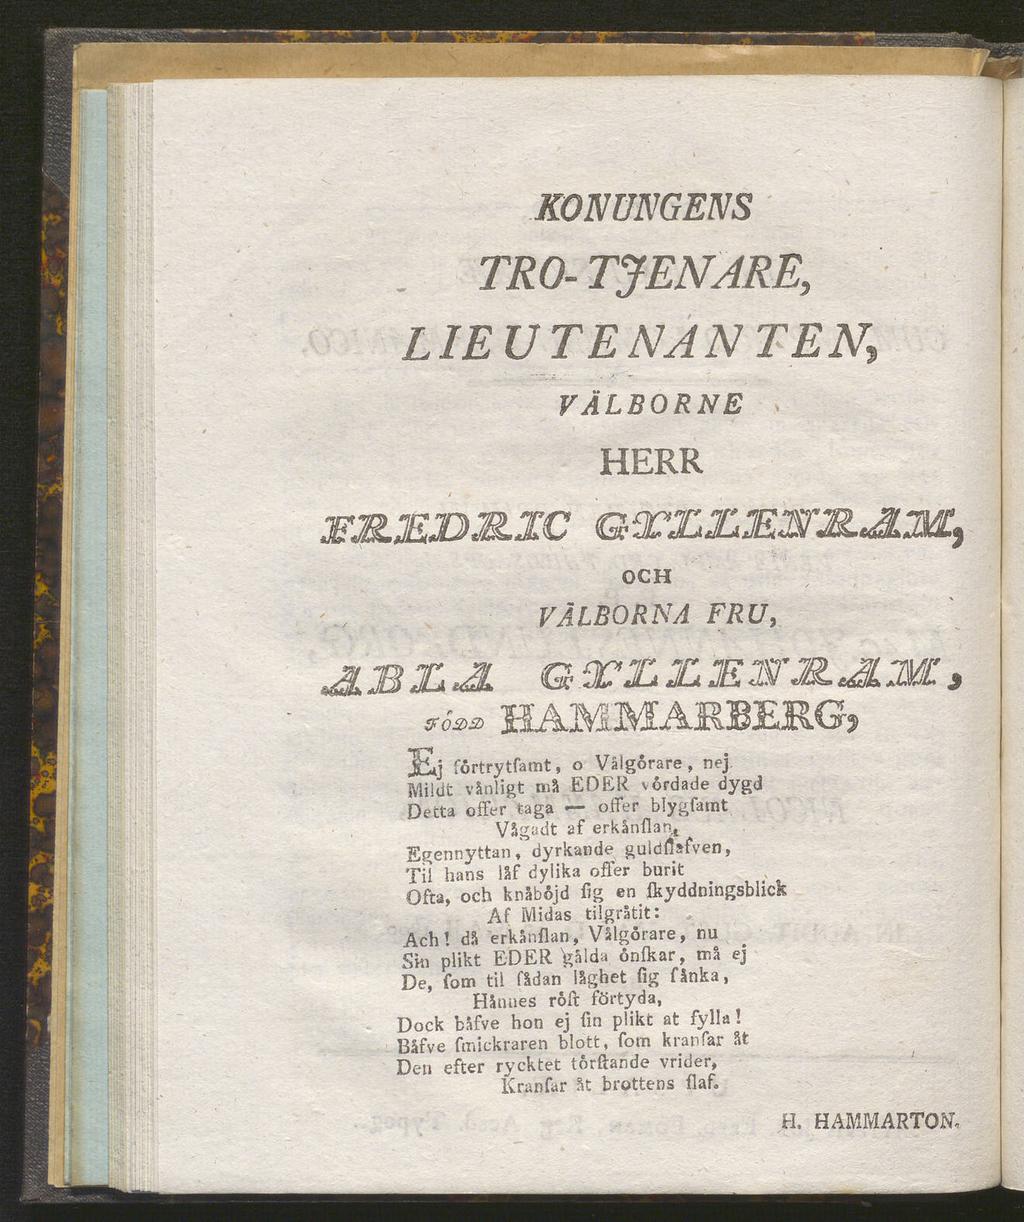 KONUNGENS
TRO-TJENARE,
LIEUTENANTEN,
VÄLBORNE
HERR
FREDRIC GYLLENRAM,
OCH
VÄLBORNA FRU,
ABLA GYLLENRAM,
FÖDD HAMMARBERG,
Ej förtrytſamt, o Välgörare, nej
Mildt vänligt må EDER vördade dygd
Detta offer taga — offer blygſamt
Vågadt af erkänſlan,
Egennyttan, dyrkande guldſlafven,
Til hans låf dylika offer burit
Ofta, och knäböjd ſig en ſkyddningsblick
Af Midas tilgråtit:
Ach! då erkänſlan, Välgörare, nu
Sin plikt EDER gälda önſkar, må ej
De, ſom til ſådan låghet ſig ſänka,
Hännes röſt förtyda,
Dock bäfve hon ej ſin plikt at fylla!
Bäfve ſmickraren blott, ſom kranſar åt
Den efter rycktet törſtande vrider,
Kranſar åt brottens ſlaf.
H. HAMMARTON.